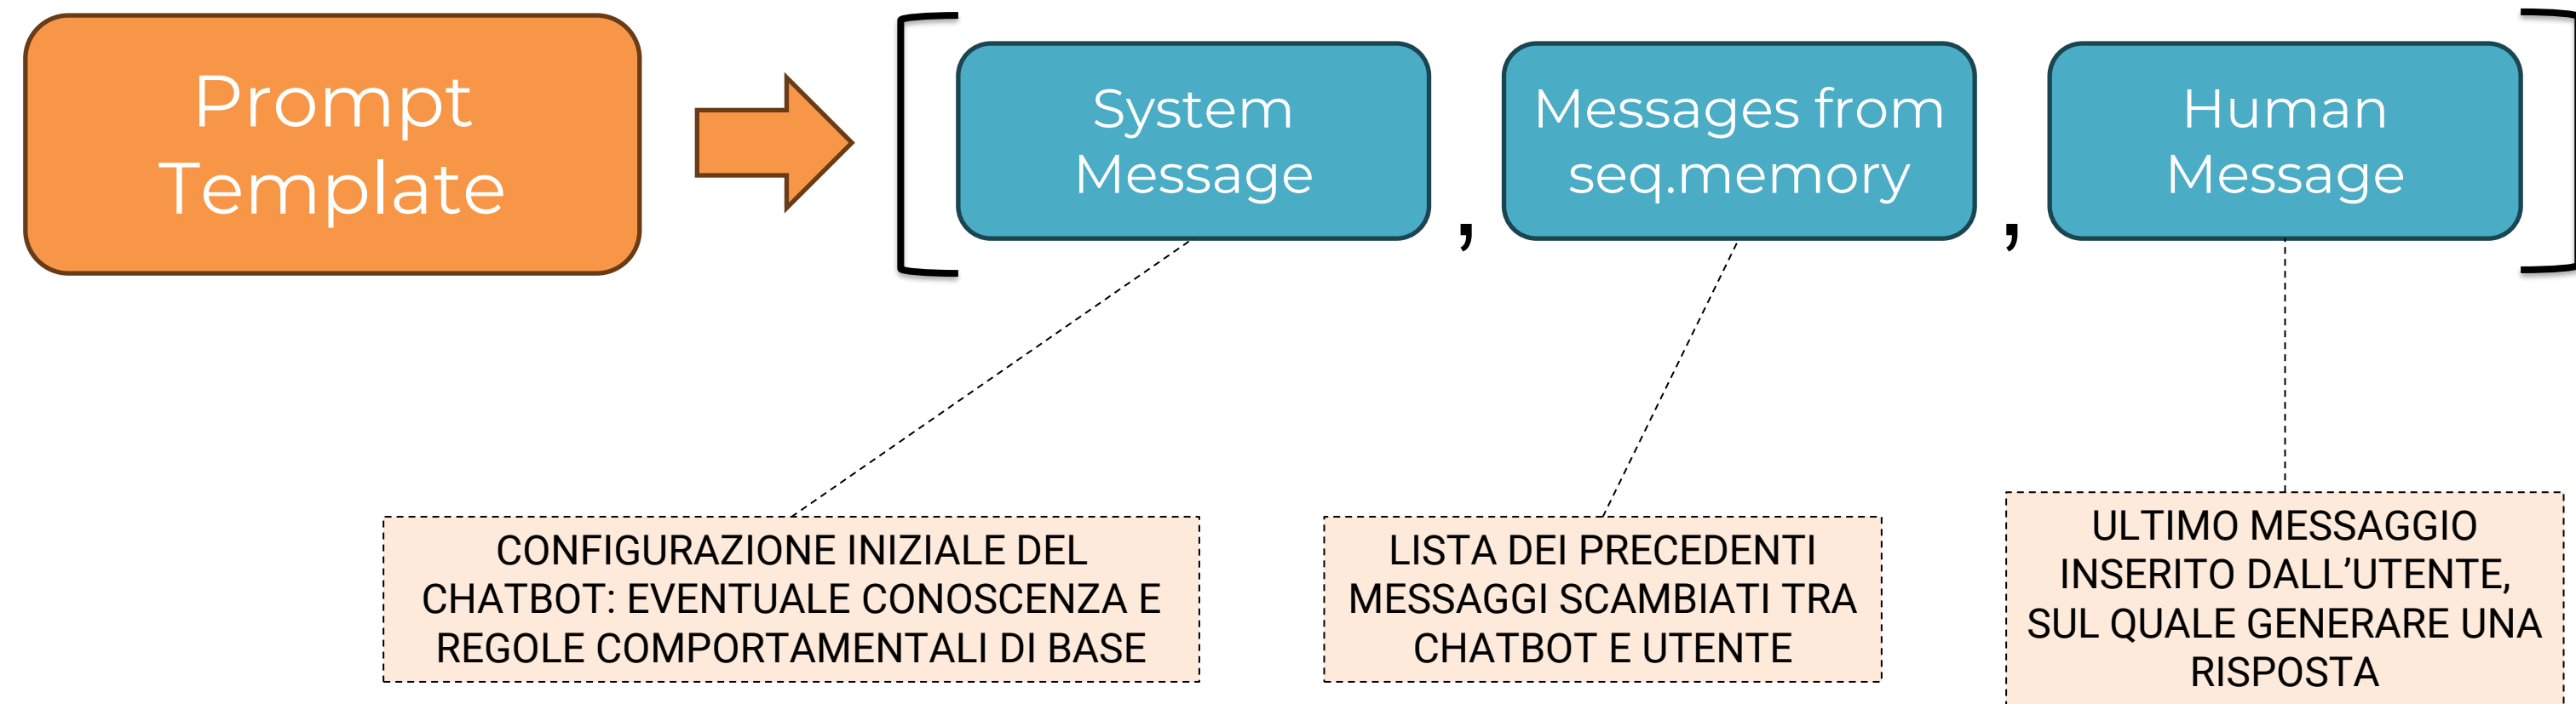 Prompt
Template
System
Message
,
Messages from
seq.memory
,
Human
Message
CONFIGURAZIONE INIZIALE DEL
CHATBOT: EVENTUALE CONOSCENZA E
REGOLE COMPORTAMENTALI DI BASE
LISTA DEI PRECEDENTI
MESSAGGI SCAMBIATI TRA
CHATBOT E UTENTE
ULTIMO MESSAGGIO
INSERITO DALL’UTENTE,
SUL QUALE GENERARE UNA
RISPOSTA